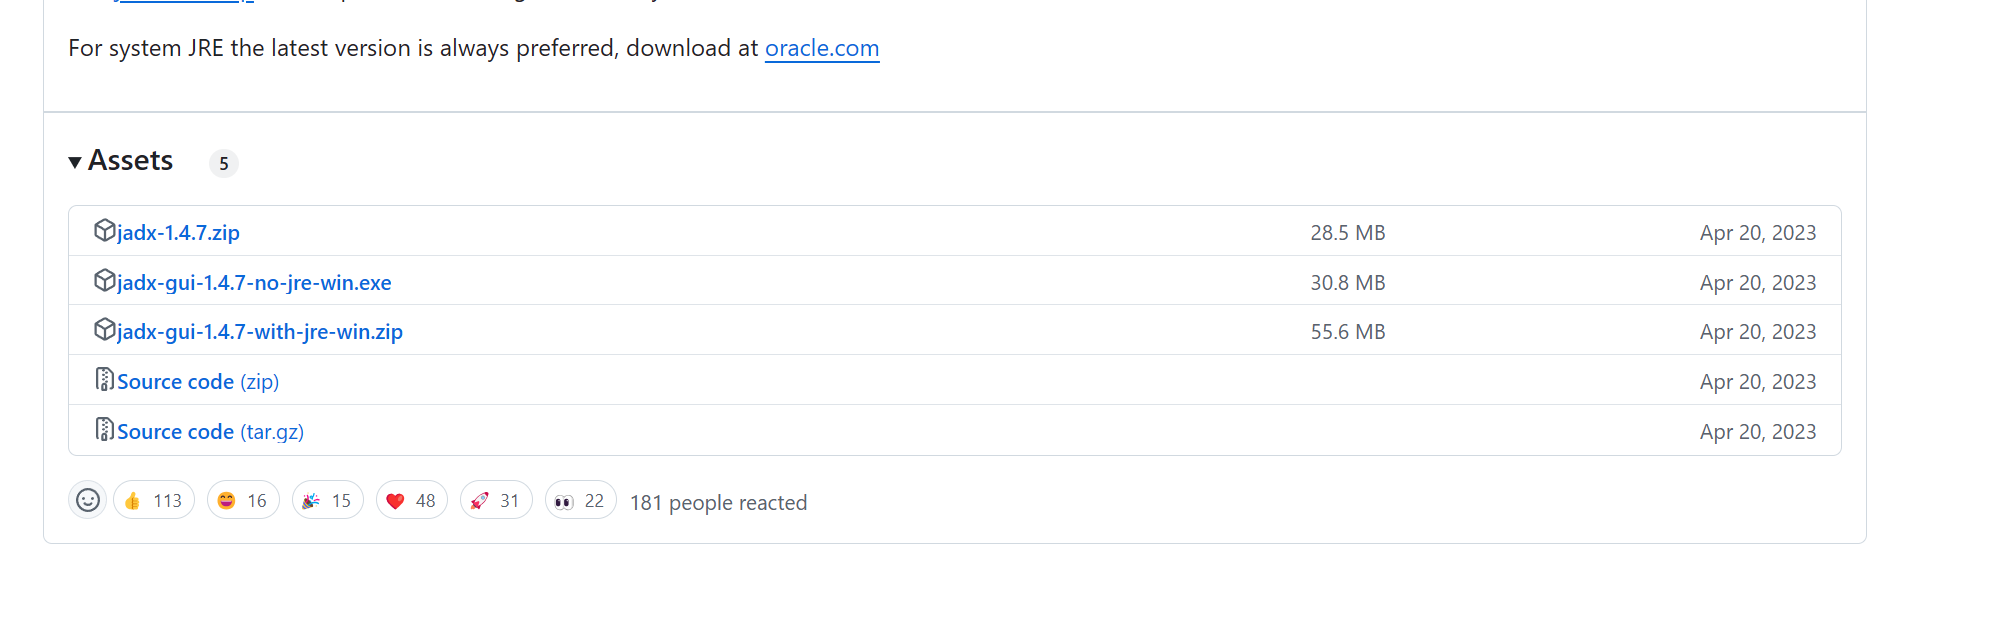 For system JRE the latest version is always preferred, download at oracle.com
Assets 5
jadx-1.4.7.zip 28.5 MB Apr 20, 2023
jadx-gui-1.4.7-no-jre-win.exe 30.8 MB Apr 20, 2023
jadx-gui-1.4.7-with-jre-win.zip 55.6 MB Apr 20, 2023
Source code (zip) Apr 20, 2023
Source code (tar.gz) Apr 20, 2023
113 16 15 48 31 22 181 people reacted